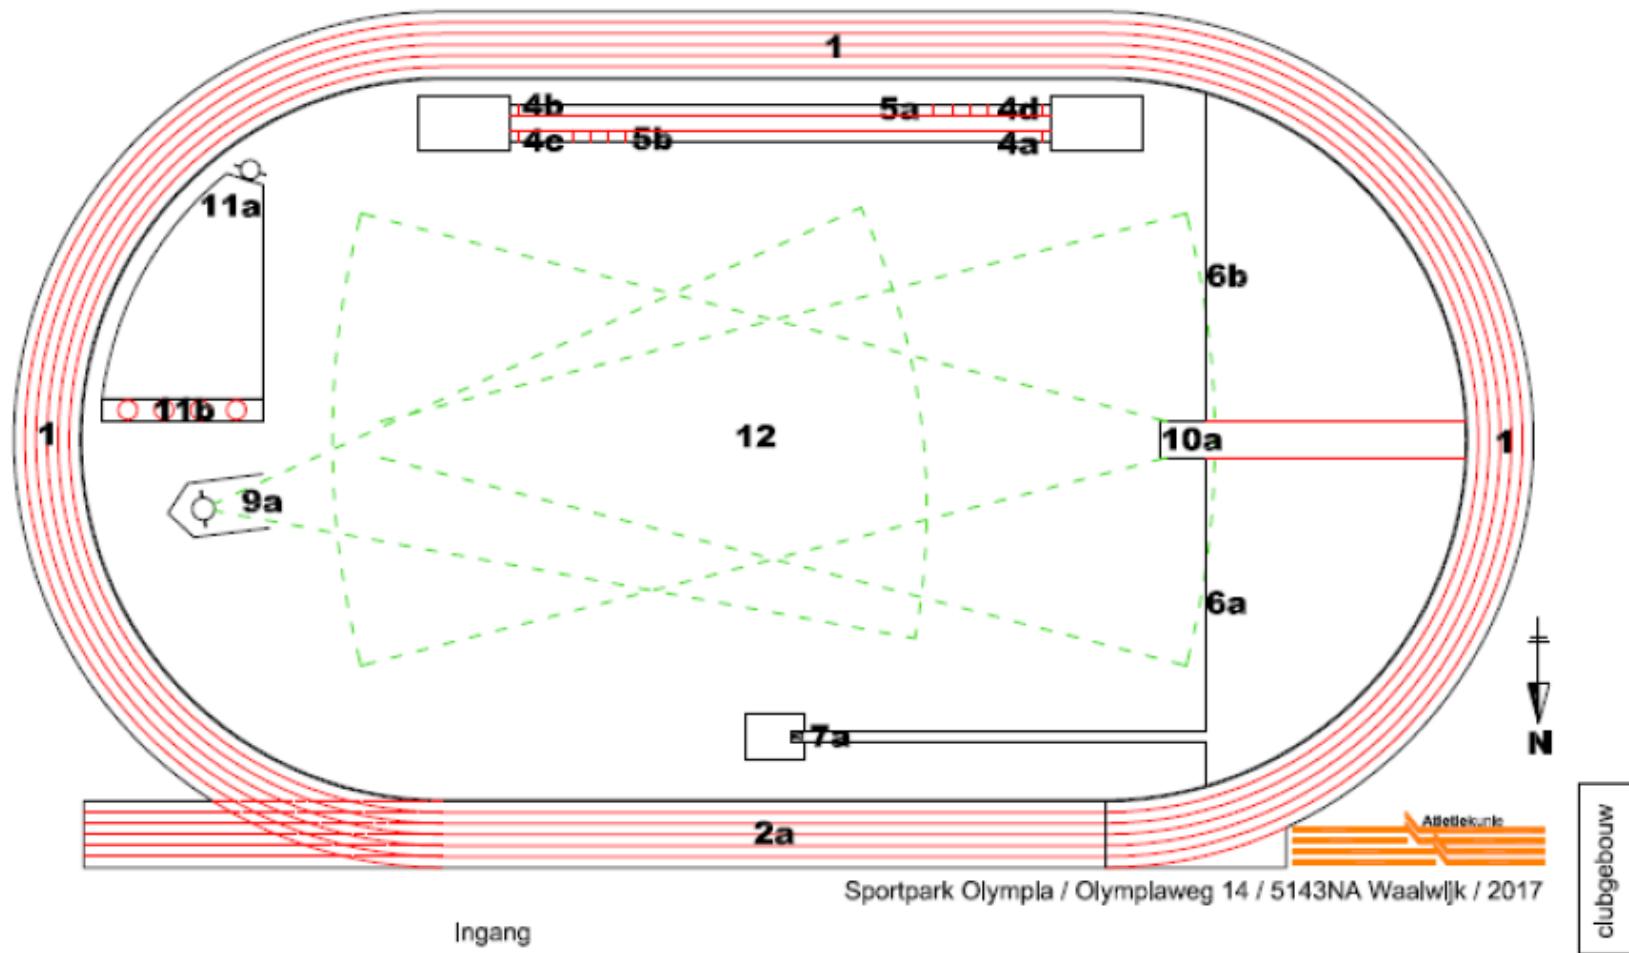 1
4b 5a 4d
4c 5b 4a
11a
6b
11b
1 12 10a 1
9a
6a
7a
N
2a
Atletiekunie
Sportpark Olympia / Olympiaweg 14 / 5143NA Waalwijk / 2017
clubgebouw
Ingang